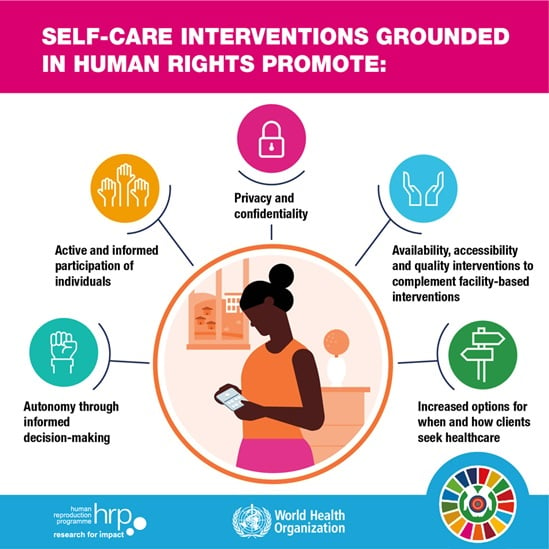 SELF-CARE INTERVENTIONS GROUNDED
IN HUMAN RIGHTS PROMOTE:
Privacy and
confidentiality
Active and informed
participation of
individuals
Availability, accessibility
and quality interventions to
complement facility-based
interventions
Autonomy through
informed
decision-making
Increased options for
when and how clients
seek healthcare
human
reproduction
programme
hrp
research for impact
World Health
Organization